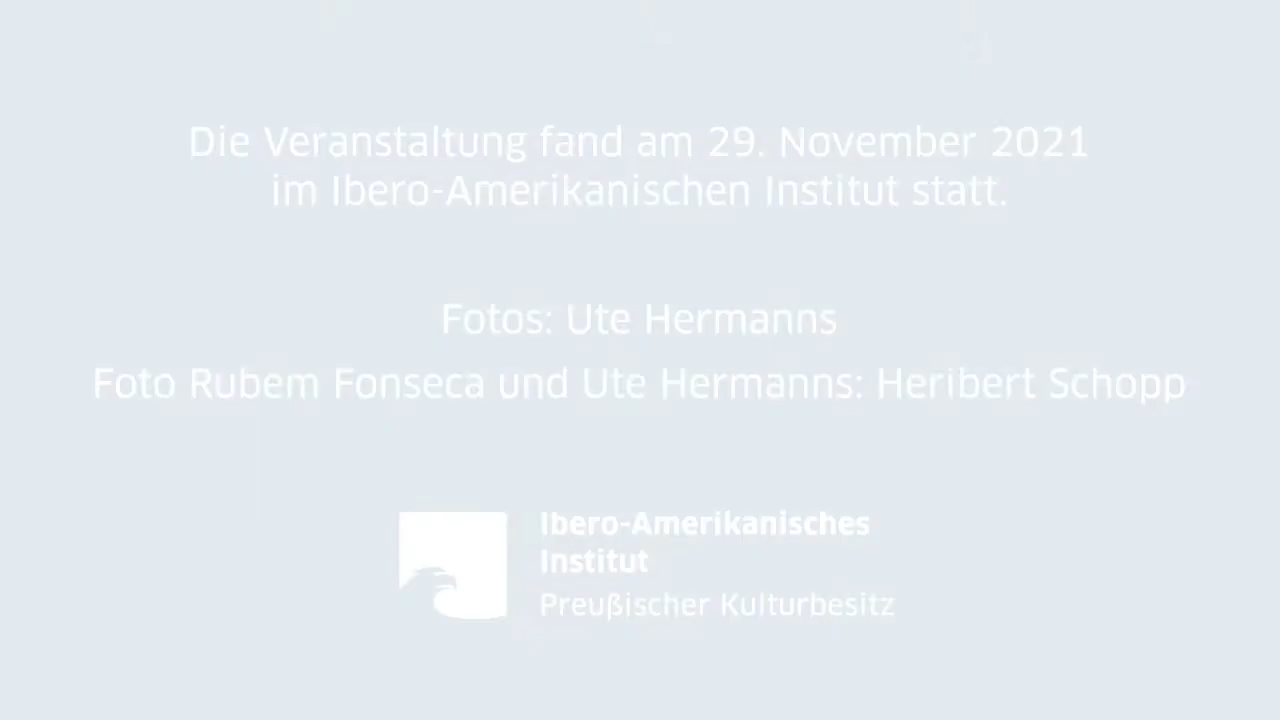 Die Veranstaltung fand am 29. November 2021
im Ibero-Amerikanischen Institut statt.
Fotos: Ute Hermanns
Foto Rubem Fonseca und Ute Hermanns: Heribert Schopp
Ibero-Amerikanisches
Institut
Preußischer Kulturbesitz